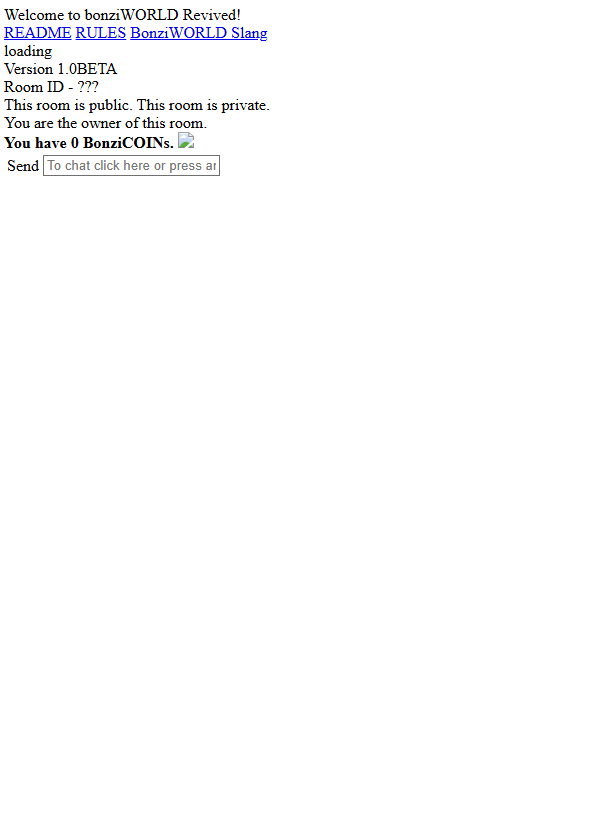 Welcome to bonziWORLD Revived!
README RULES BonziWORLD Slang
loading
Version 1.0BETA
Room ID - ???
This room is public. This room is private.
You are the owner of this room.
You have 0 BonziCOINs.
Send To chat click here or press